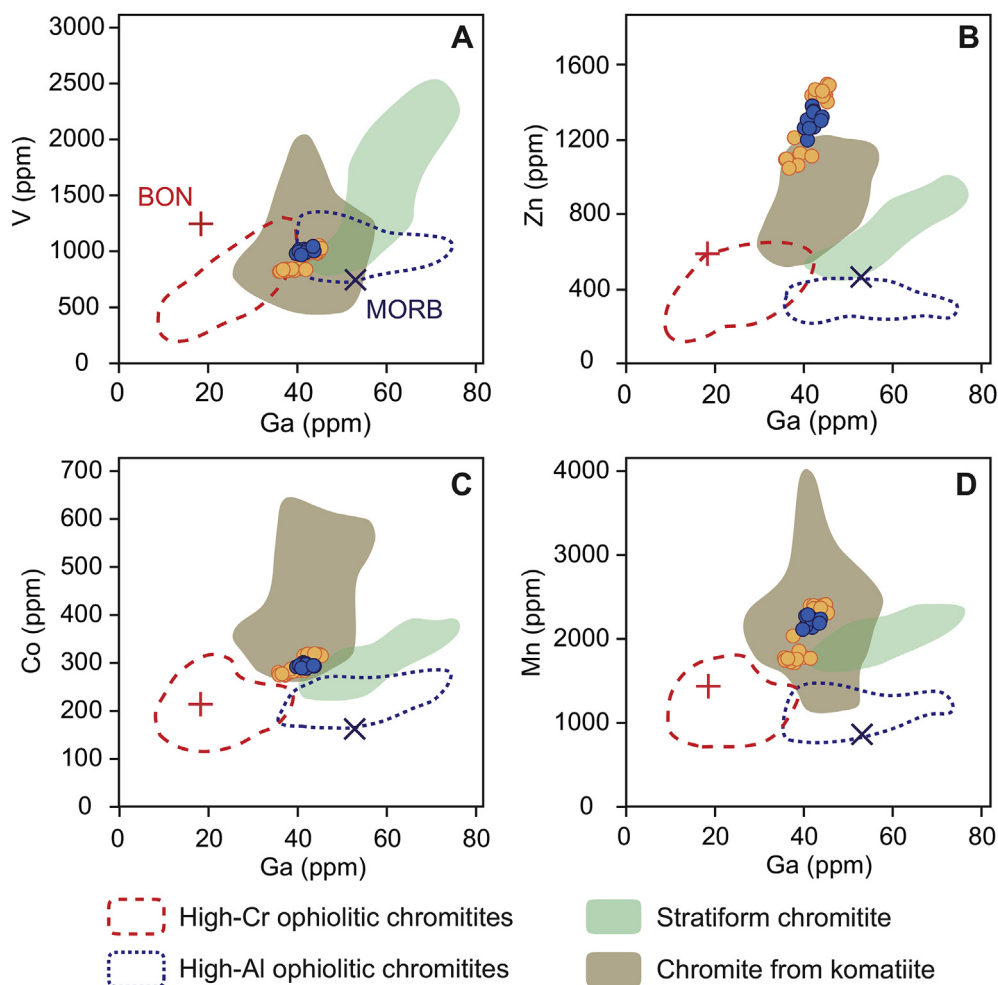 A
V (ppm)
3000
2500
2000
1500
1000
500
0
BON
MORB
0 20 40 60 80
Ga (ppm)
B
Zn (ppm)
1600
1200
800
400
0
0 20 40 60 80
Ga (ppm)
C
Co (ppm)
700
600
500
400
300
200
100
0
0 20 40 60 80
Ga (ppm)
D
Mn (ppm)
4000
3000
2000
1000
0
0 20 40 60 80
Ga (ppm)
High-Cr ophiolitic chromitites
High-Al ophiolitic chromitites
Stratiform chromitite
Chromite from komatiite